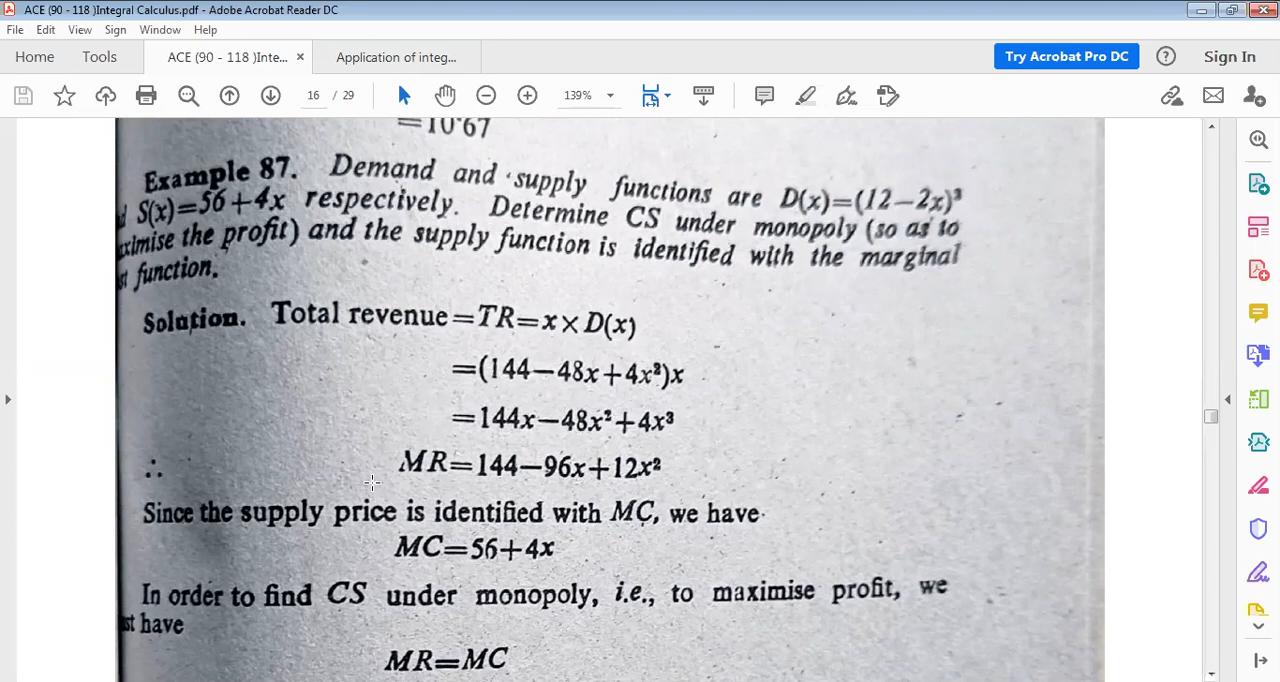 ACE (90 - 118 )Integral Calculus.pdf - Adobe Acrobat Reader DC
File Edit View Sign Window Help
Home Tools ACE (90 - 118 )Inte... × Application of integ... Try Acrobat Pro DC Sign In
16 / 29 139%
=10·67
Example 87. Demand and supply functions are D(x)=(12−2x)²
S(x)=56+4x respectively. Determine CS under monopoly (so as to
ximise the profit) and the supply function is identified with the marginal
st function.
Solution. Total revenue=TR=x×D(x)
=(144−48x+4x²)x
=144x−48x²+4x³
∴ MR=144−96x+12x²
Since the supply price is identified with MC, we have
MC=56+4x
In order to find CS under monopoly, i.e., to maximise profit, we
st have
MR=MC